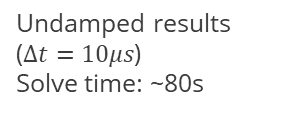 Undamped results
(Δt = 10μs)
Solve time: ~80s